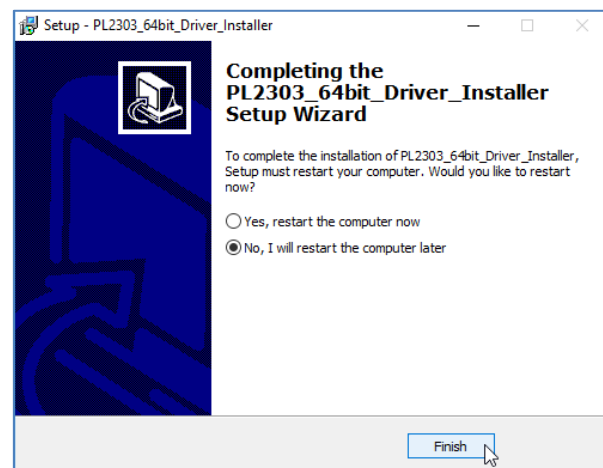 Setup - PL2303_64bit_Driver_Installer
Completing the
PL2303_64bit_Driver_Installer
Setup Wizard
To complete the installation of PL2303_64bit_Driver_Installer,
Setup must restart your computer. Would you like to restart
now?
Yes, restart the computer now
No, I will restart the computer later
Finish